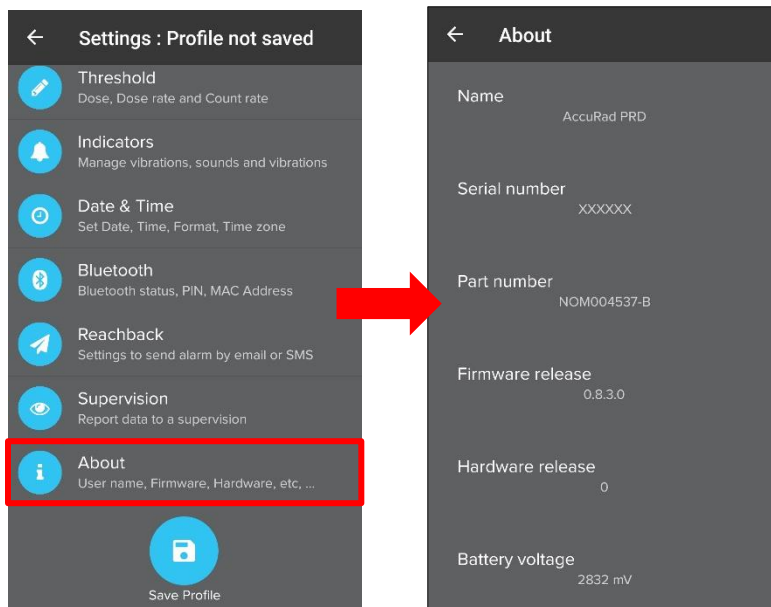 Settings : Profile not saved
Threshold
Dose, Dose rate and Count rate
Indicators
Manage vibrations, sounds and vibrations
Date & Time
Set Date, Time, Format, Time zone
Bluetooth
Bluetooth status, PIN, MAC Address
Reachback
Settings to send alarm by email or SMS
Supervision
Report data to a supervision
About
User name, Firmware, Hardware, etc, ...
Save Profile
About
Name
AccuRad PRD
Serial number
XXXXXX
Part number
NOM004537-B
Firmware release
0.8.3.0
Hardware release
0
Battery voltage
2832 mV